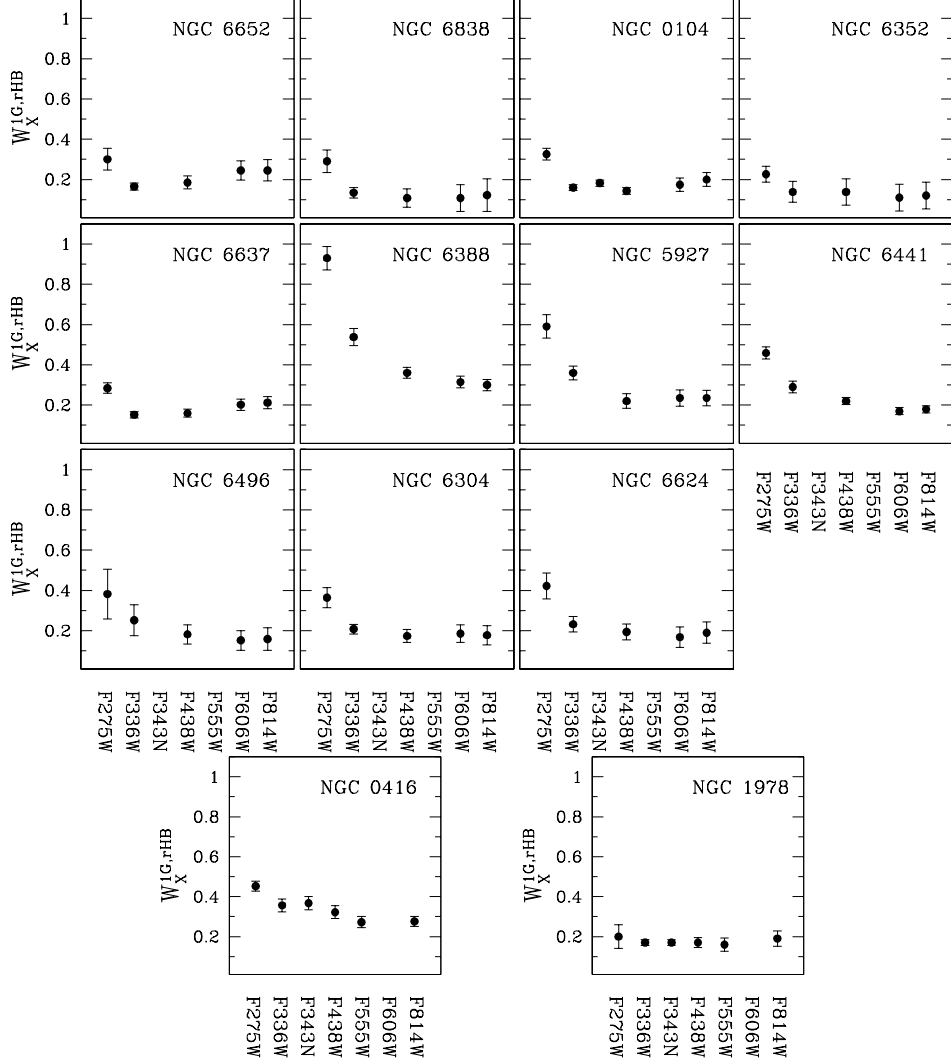 NGC 6652 NGC 6838 NGC 0104 NGC 6352
1
0.8
0.6
0.4
0.2
W_X^{1G,rHB}
NGC 6637 NGC 6388 NGC 5927 NGC 6441
1
0.8
0.6
0.4
0.2
W_X^{1G,rHB}
NGC 6496 NGC 6304 NGC 6624
1
0.8
0.6
0.4
0.2
W_X^{1G,rHB}
F275W F336W F343N F438W F555W F606W F814W
F275W F336W F343N F438W F555W F606W F814W
F275W F336W F343N F438W F555W F606W F814W
F275W F336W F343N F438W F555W F606W F814W
NGC 0416 NGC 1978
1 1
0.8 0.8
0.6 0.6
0.4 0.4
0.2 0.2
W_X^{1G,rHB} W_X^{1G,rHB}
F275W F336W F343N F438W F555W F606W F814W
F275W F336W F343N F438W F555W F606W F814W